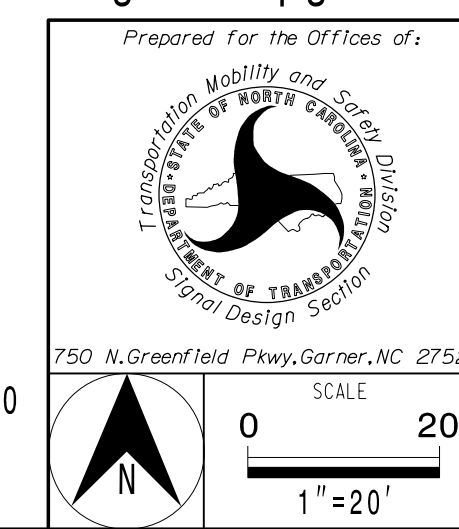 Prepared for the Offices of:
Transportation Mobility and Safety Division
STATE OF NORTH CAROLINA
DEPARTMENT OF TRANSPORTATION
Signal Design Section
750 N.Greenfield Pkwy,Garner,NC 2752
0
N
SCALE
0 20
1"=20'